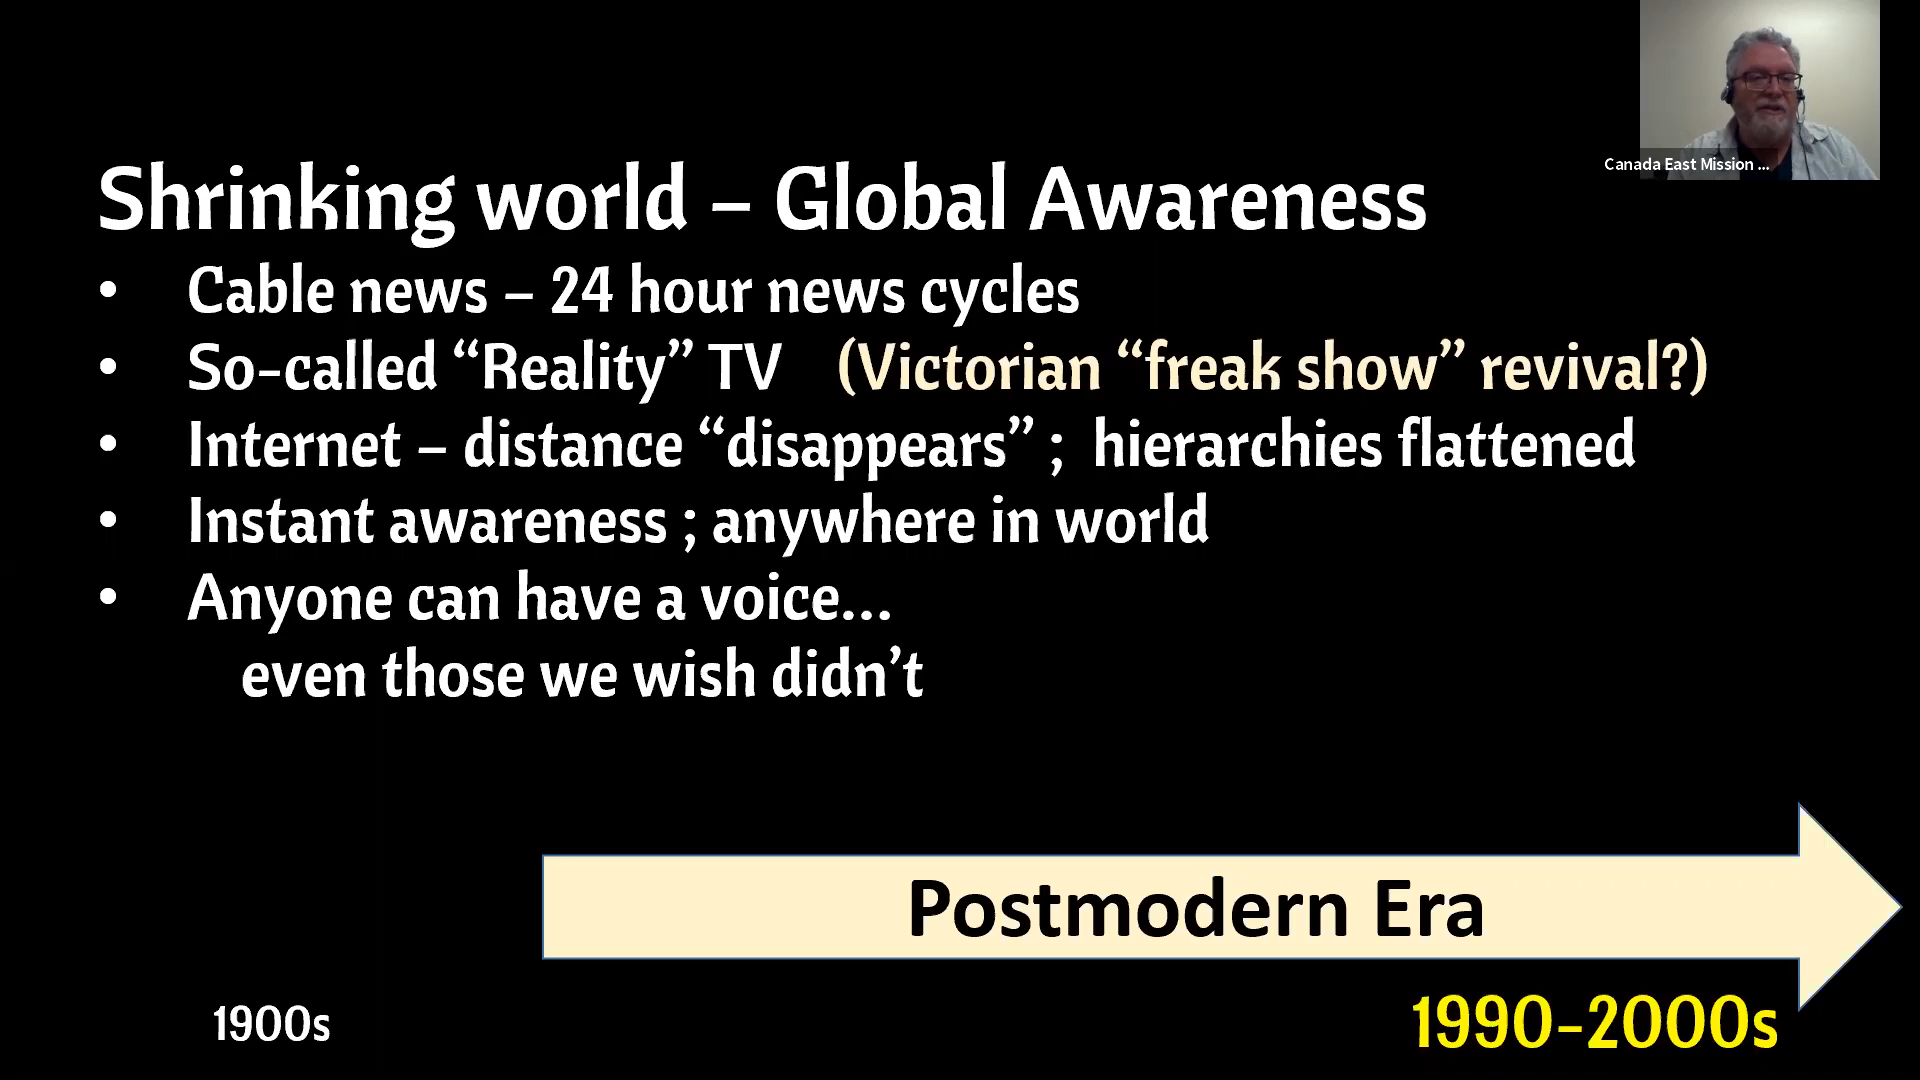 Canada East Mission ...
Shrinking world – Global Awareness
• Cable news – 24 hour news cycles
• So-called “Reality” TV (Victorian “freak show” revival?)
• Internet – distance “disappears” ; hierarchies flattened
• Instant awareness ; anywhere in world
• Anyone can have a voice...
even those we wish didn’t
Postmodern Era
1900s
1990-2000s